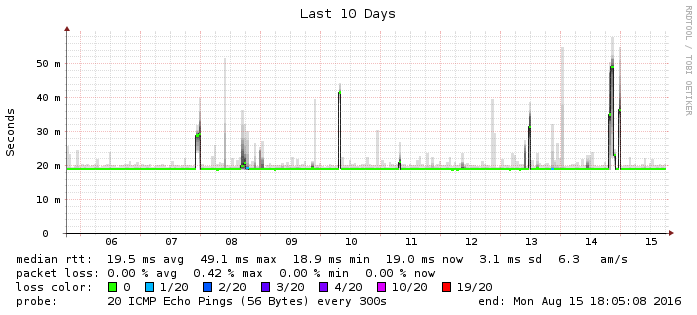 Last 10 Days
RRDTOOL / TOBI OETIKER
Seconds
50 m
40 m
30 m
20 m
10 m
0
06 07 08 09 10 11 12 13 14 15
median rtt: 19.5 ms avg 49.1 ms max 18.9 ms min 19.0 ms now 3.1 ms sd 6.3 am/s
packet loss: 0.00 % avg 0.42 % max 0.00 % min 0.00 % now
loss color: 0 1/20 2/20 3/20 4/20 10/20 19/20
probe: 20 ICMP Echo Pings (56 Bytes) every 300s end: Mon Aug 15 18:05:08 2016